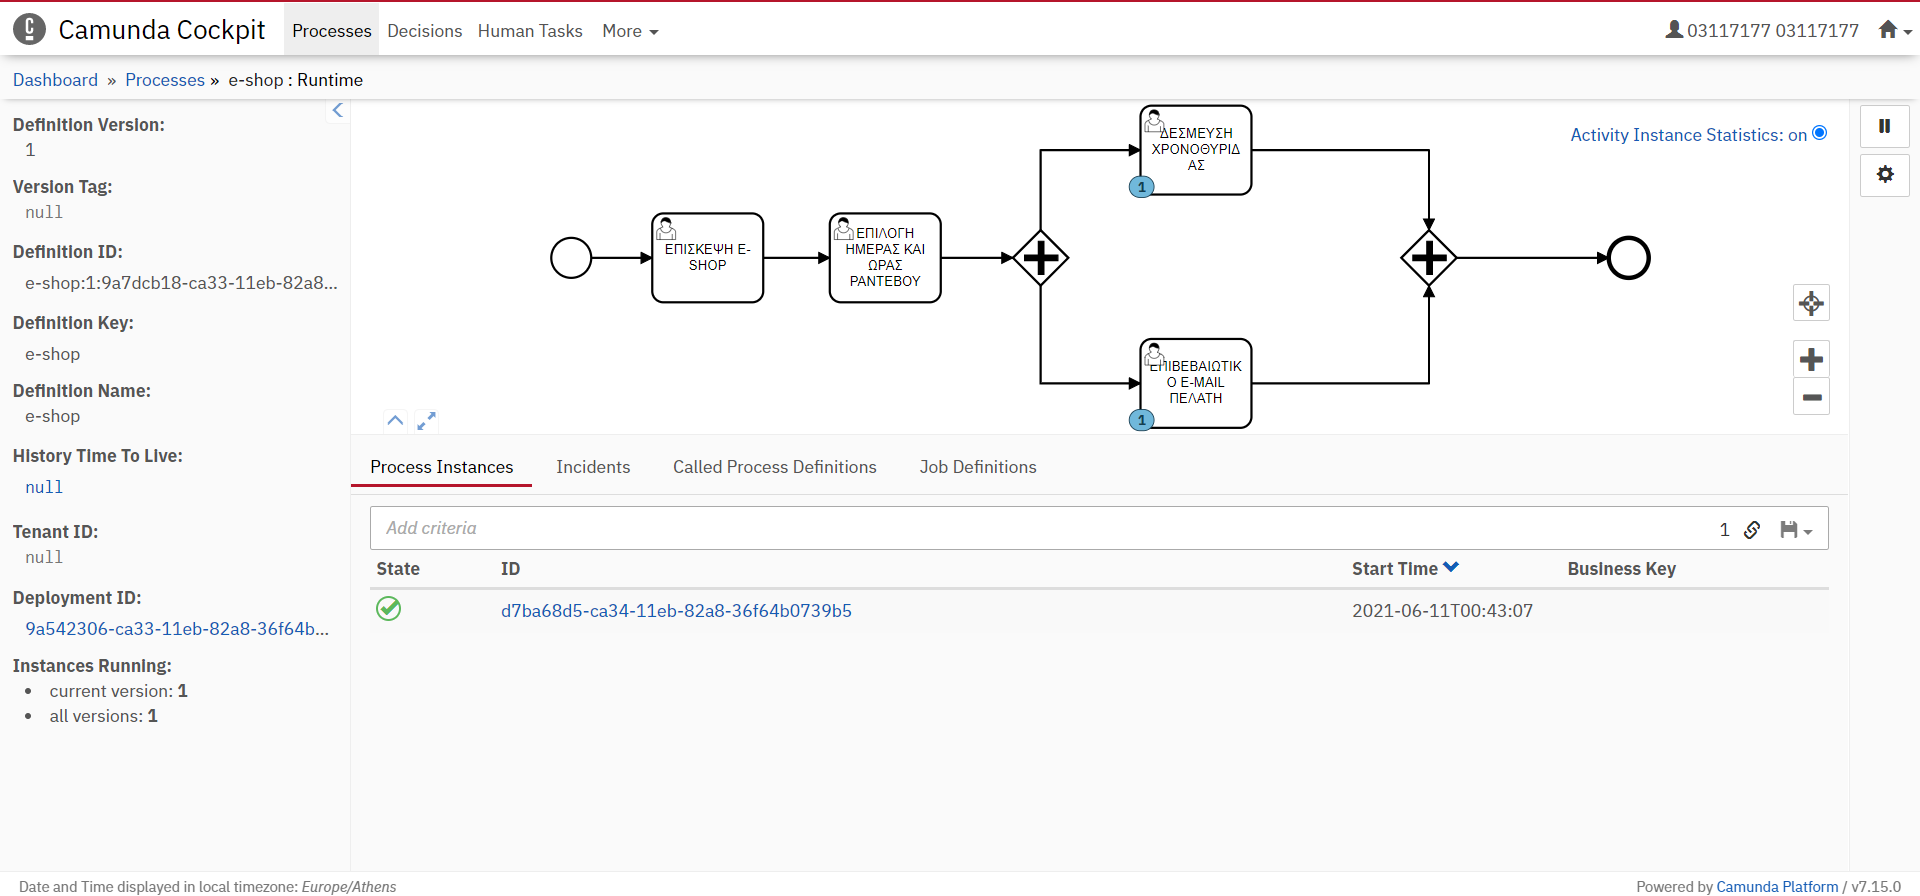 Camunda Cockpit
Processes
Decisions
Human Tasks
More
03117177 03117177
Dashboard » Processes » e-shop : Runtime
Definition Version:
1
Version Tag:
null
Definition ID:
e-shop:1:9a7dcb18-ca33-11eb-82a8...
Definition Key:
e-shop
Definition Name:
e-shop
History Time To Live:
null
Tenant ID:
null
Deployment ID:
9a542306-ca33-11eb-82a8-36f64b...
Instances Running:
• current version: 1
• all versions: 1
Activity Instance Statistics: on
ΕΠΙΣΚΕΨΗ E-
SHOP
ΕΠΙΛΟΓΗ
ΗΜΕΡΑΣ ΚΑΙ
ΩΡΑΣ
ΡΑΝΤΕΒΟΥ
ΔΕΣΜΕΥΣΗ
ΧΡΟΝΟΘΥΡΙΔ
ΑΣ
1
ΕΠΙΒΕΒΑΙΩΤΙΚ
Ο E-MAIL
ΠΕΛΑΤΗ
1
Process Instances
Incidents
Called Process Definitions
Job Definitions
Add criteria
1
State
ID
Start Time
Business Key
d7ba68d5-ca34-11eb-82a8-36f64b0739b5
2021-06-11T00:43:07
Date and Time displayed in local timezone: Europe/Athens
Powered by Camunda Platform / v7.15.0